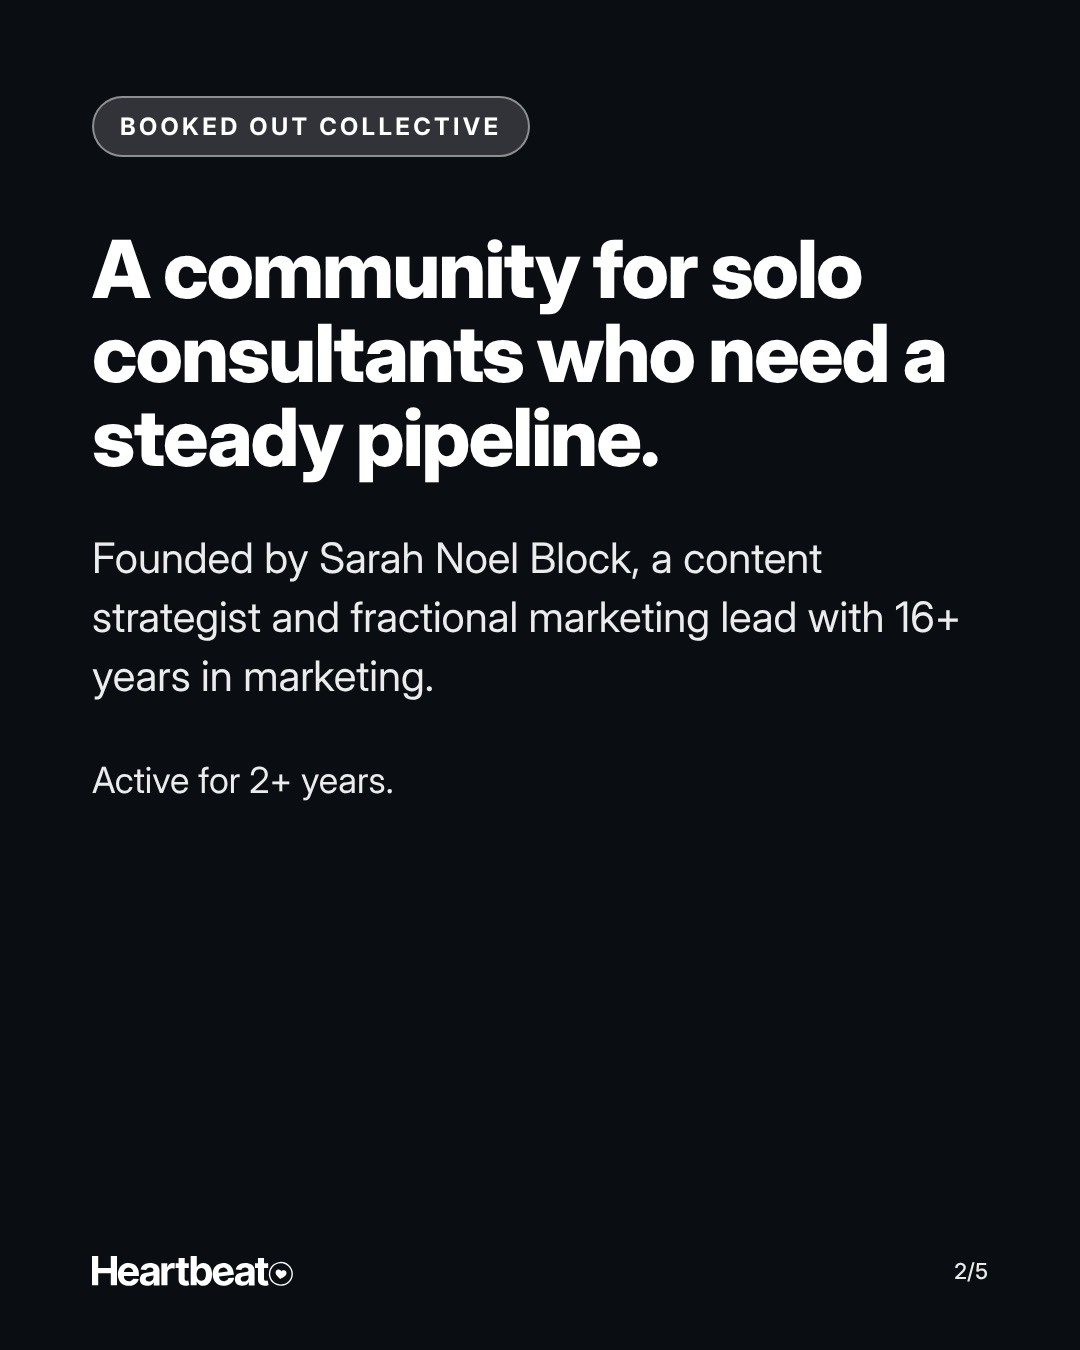 BOOKED OUT COLLECTIVE
A community for solo
consultants who need a
steady pipeline.
Founded by Sarah Noel Block, a content
strategist and fractional marketing lead with 16+
years in marketing.
Active for 2+ years.
Heartbeat
2/5